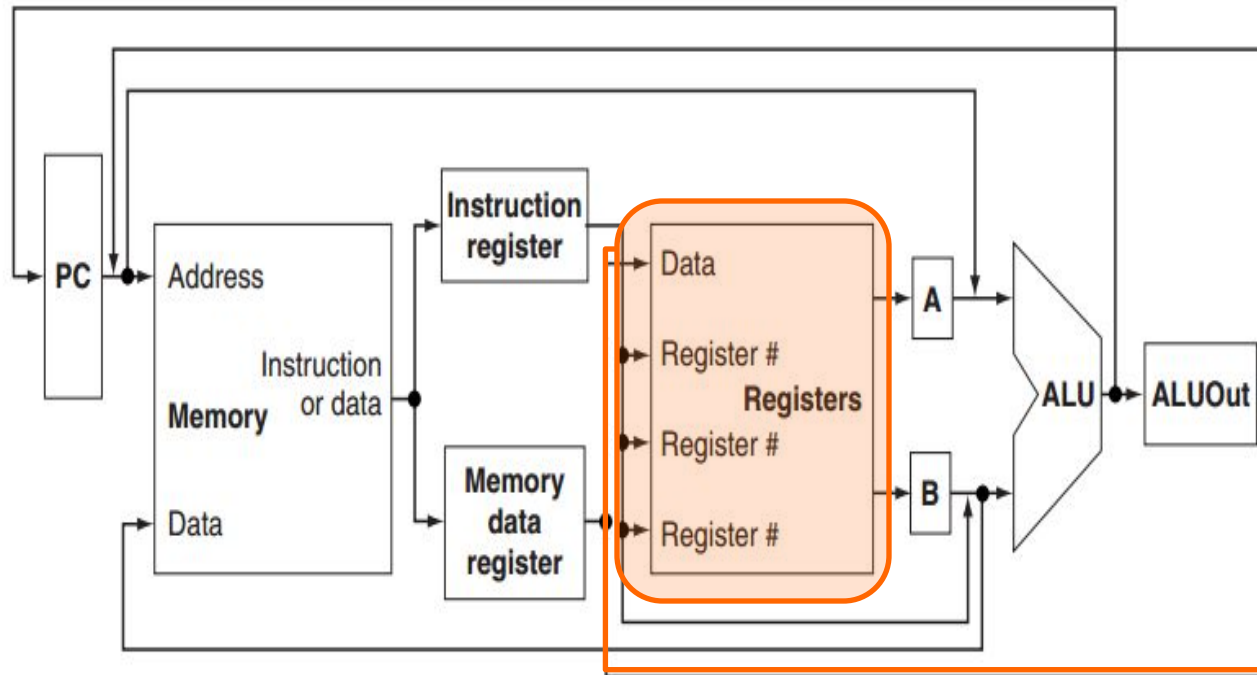 PC
Address
Instruction
or data
Memory
Data
Instruction
register
Memory
data
register
Data
Register #
Registers
Register #
Register #
A
B
ALU
ALUOut